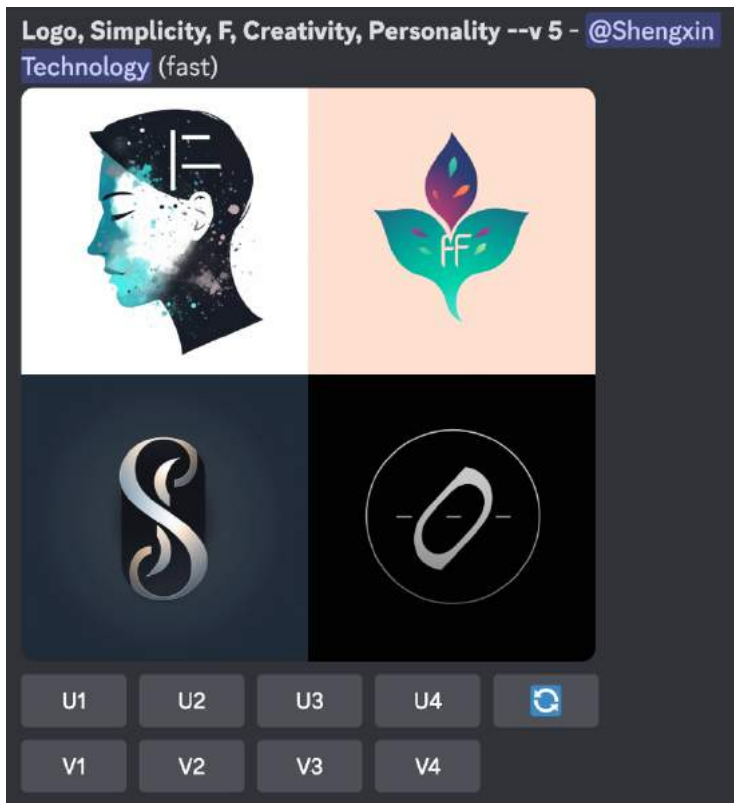 Logo, Simplicity, F, Creativity, Personality --v 5 - @Shengxin
Technology (fast)
F
FF
S
U1 U2 U3 U4
V1 V2 V3 V4